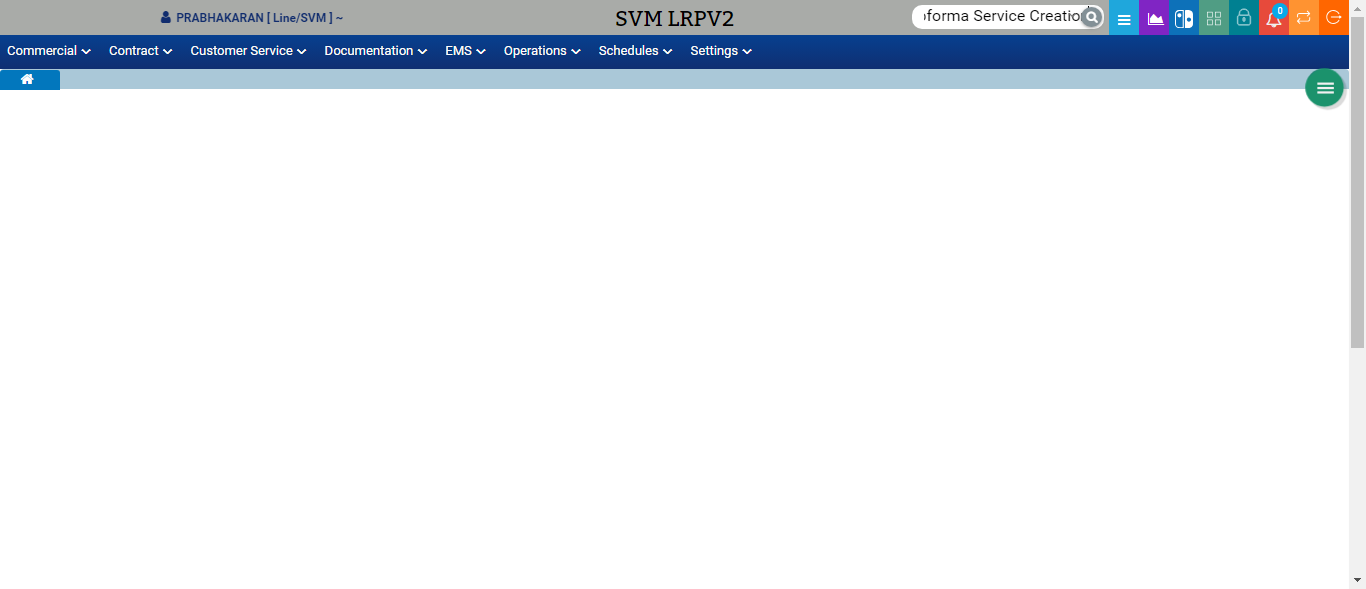 PRABHAKARAN [ Line/SVM ] ~
SVM LRPV2
forma Service Creatio
0
Commercial Contract Customer Service Documentation EMS Operations Schedules Settings